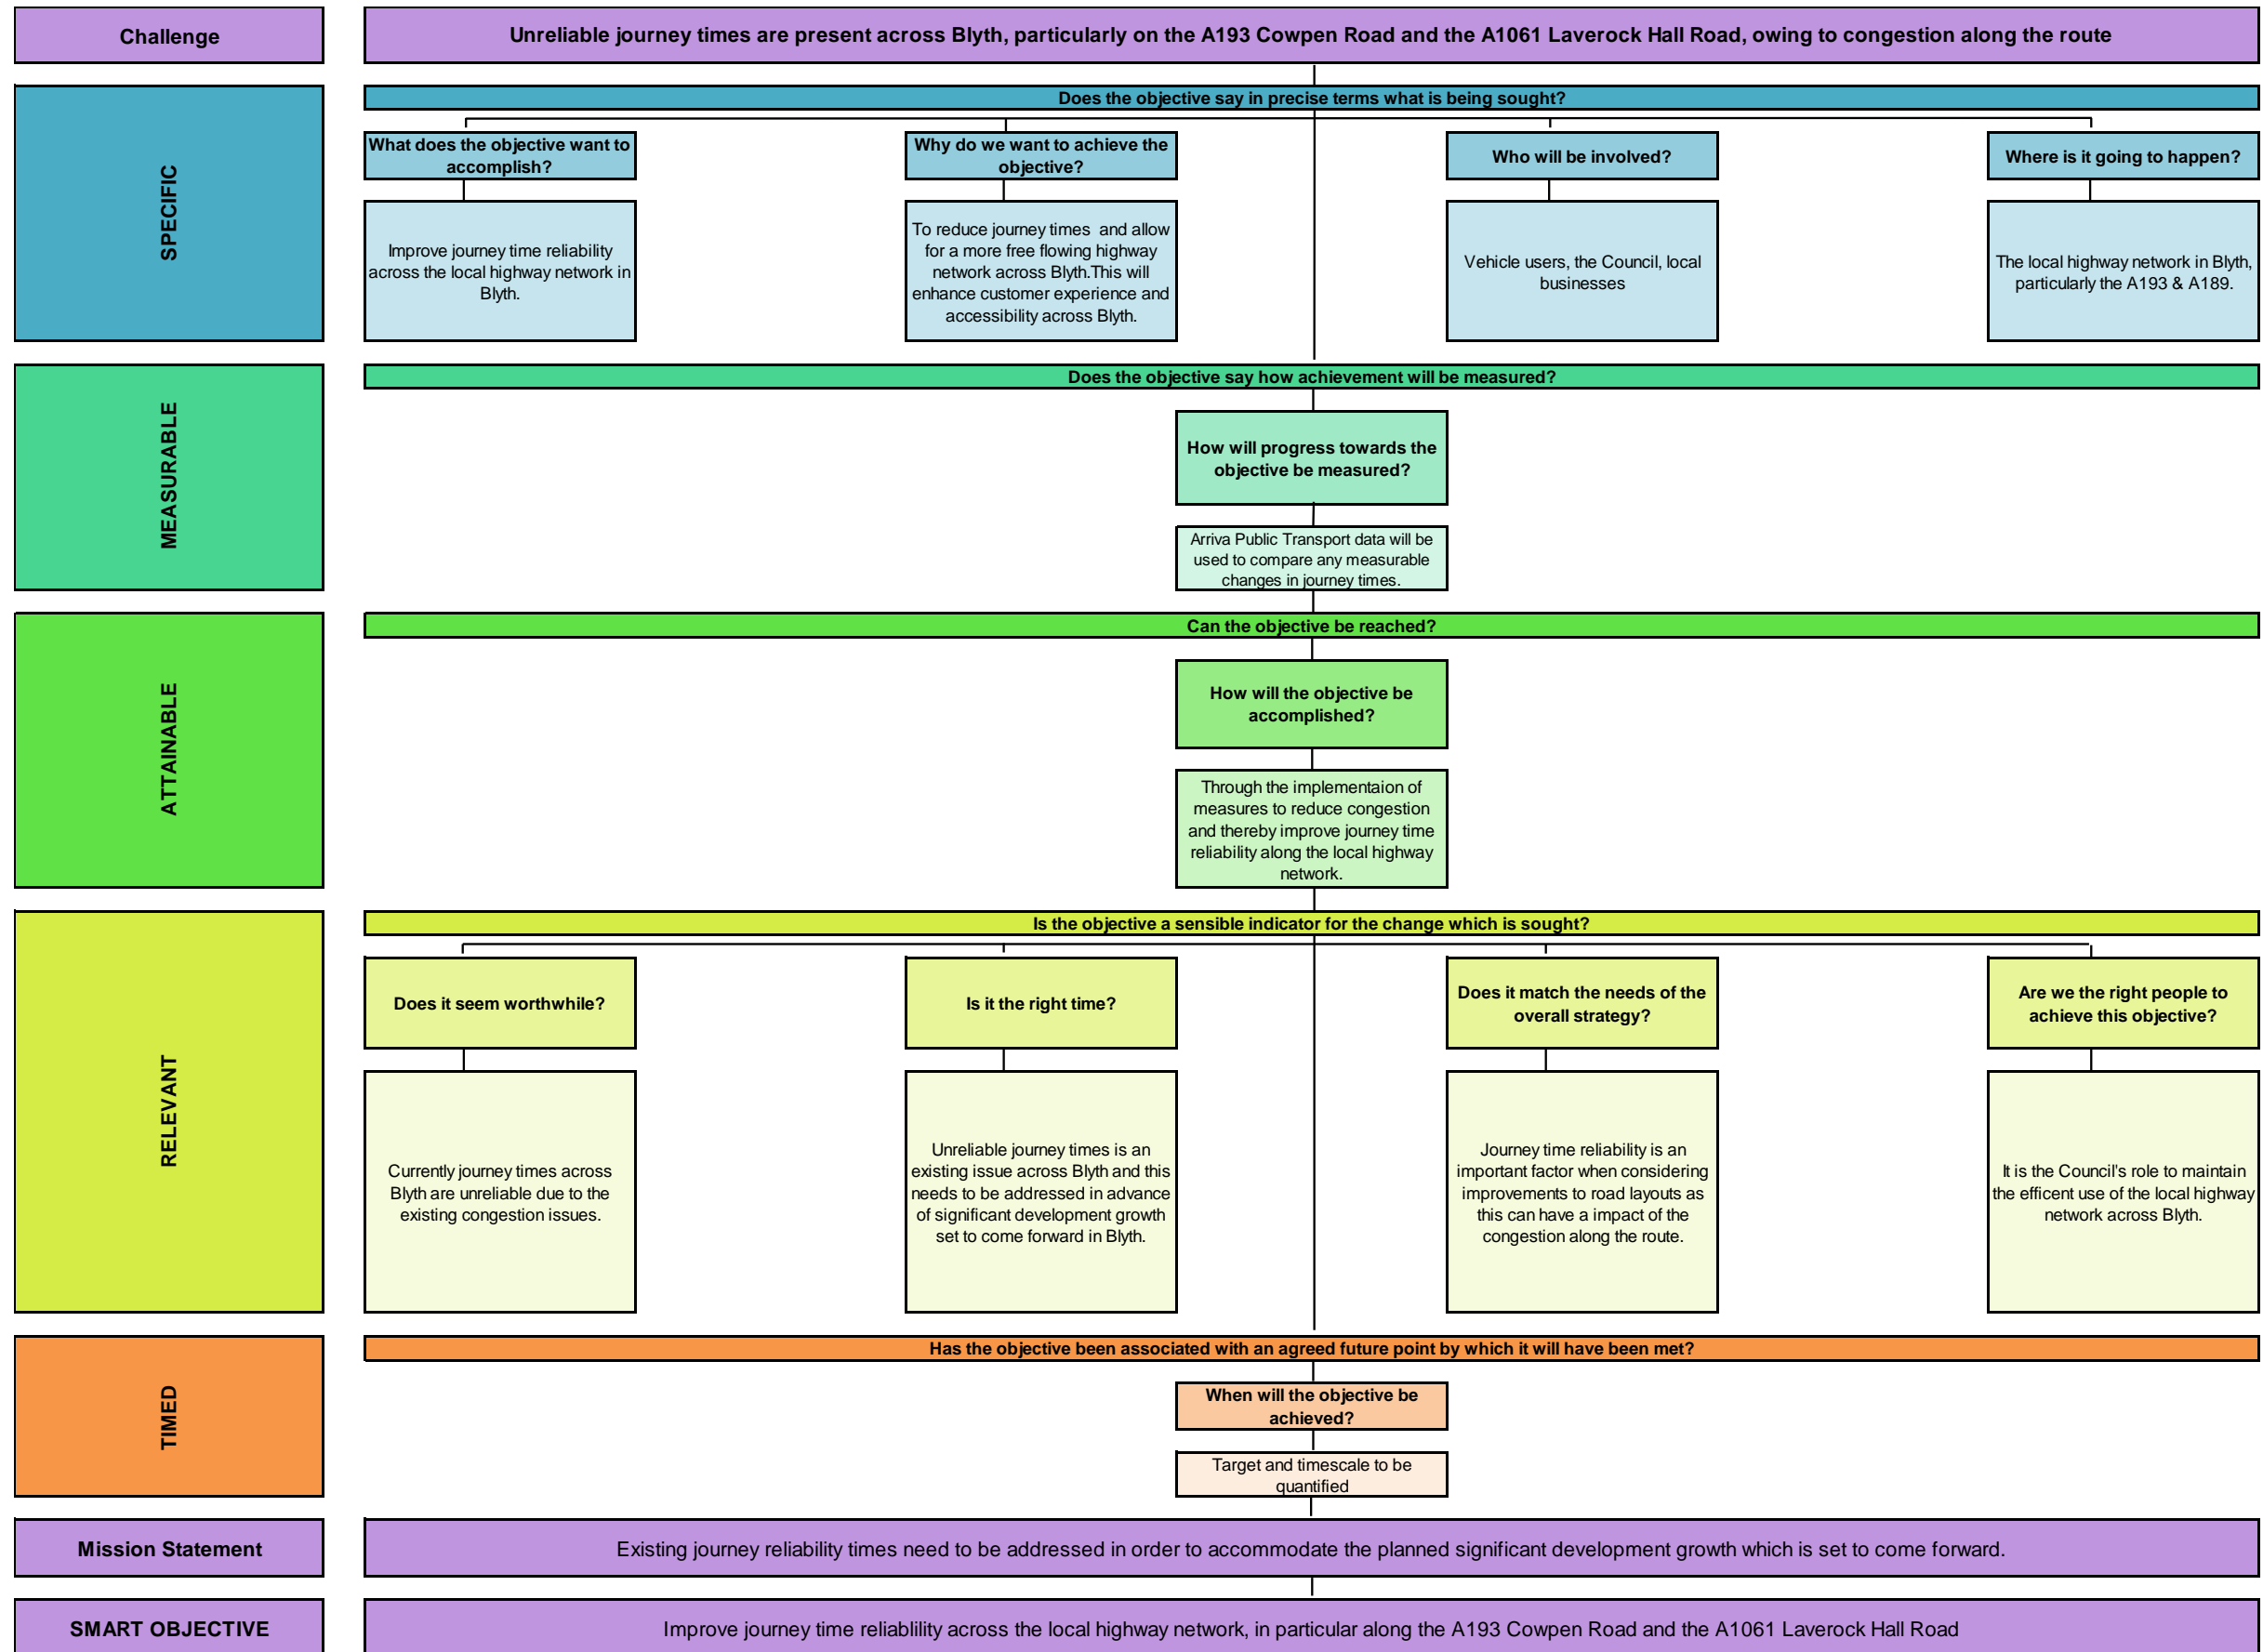 Challenge
Unreliable journey times are present across Blyth, particularly on the A193 Cowpen Road and the A1061 Laverock Hall Road, owing to congestion along the route
SPECIFIC
Does the objective say in precise terms what is being sought?
What does the objective want to
accomplish?
Why do we want to achieve the
objective?
Who will be involved?
Where is it going to happen?
Improve journey time reliability
across the local highway network in
Blyth.
To reduce journey times and allow
for a more free flowing highway
network across Blyth.This will
enhance customer experience and
accessibility across Blyth.
Vehicle users, the Council, local
businesses
The local highway network in Blyth,
particularly the A193 & A189.
MEASURABLE
Does the objective say how achievement will be measured?
How will progress towards the
objective be measured?
Arriva Public Transport data will be
used to compare any measurable
changes in journey times.
ATTAINABLE
Can the objective be reached?
How will the objective be
accomplished?
Through the implementaion of
measures to reduce congestion
and thereby improve journey time
reliability along the local highway
network.
RELEVANT
Is the objective a sensible indicator for the change which is sought?
Does it seem worthwhile?
Is it the right time?
Does it match the needs of the
overall strategy?
Are we the right people to
achieve this objective?
Currently journey times across
Blyth are unreliable due to the
existing congestion issues.
Unreliable journey times is an
existing issue across Blyth and this
needs to be addressed in advance
of significant development growth
set to come forward in Blyth.
Journey time reliability is an
important factor when considering
improvements to road layouts as
this can have a impact of the
congestion along the route.
It is the Council's role to maintain
the efficent use of the local highway
network across Blyth.
TIMED
Has the objective been associated with an agreed future point by which it will have been met?
When will the objective be
achieved?
Target and timescale to be
quantified
Mission Statement
Existing journey reliability times need to be addressed in order to accommodate the planned significant development growth which is set to come forward.
SMART OBJECTIVE
Improve journey time reliablility across the local highway network, in particular along the A193 Cowpen Road and the A1061 Laverock Hall Road